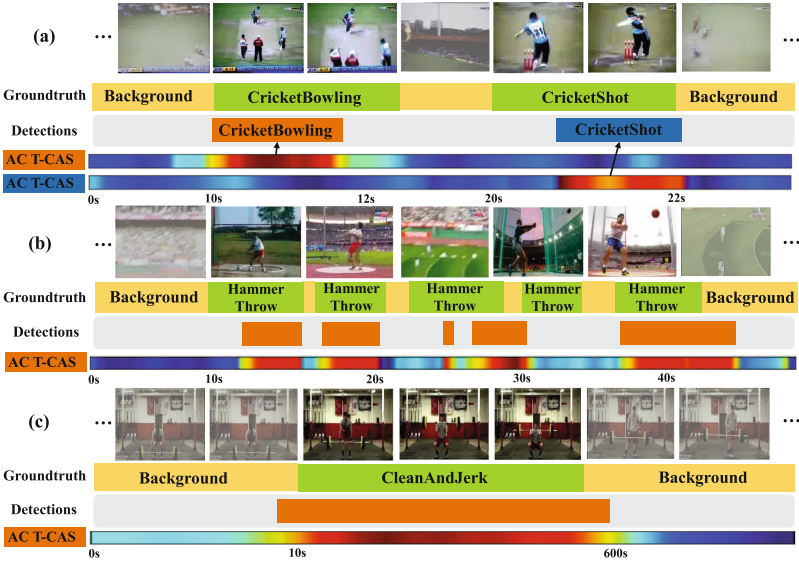 (a)
...
...
Groundtruth
Background
CricketBowling
CricketShot
Background
Detections
CricketBowling
CricketShot
AC T-CAS
AC T-CAS
0s
10s
12s
20s
22s
(b)
...
...
Groundtruth
Background
Hammer
Throw
Hammer
Throw
Hammer
Throw
Hammer
Throw
Hammer
Throw
Background
Detections
AC T-CAS
0s
10s
20s
30s
40s
(c)
...
...
Groundtruth
Background
CleanAndJerk
Background
Detections
AC T-CAS
0s
10s
600s